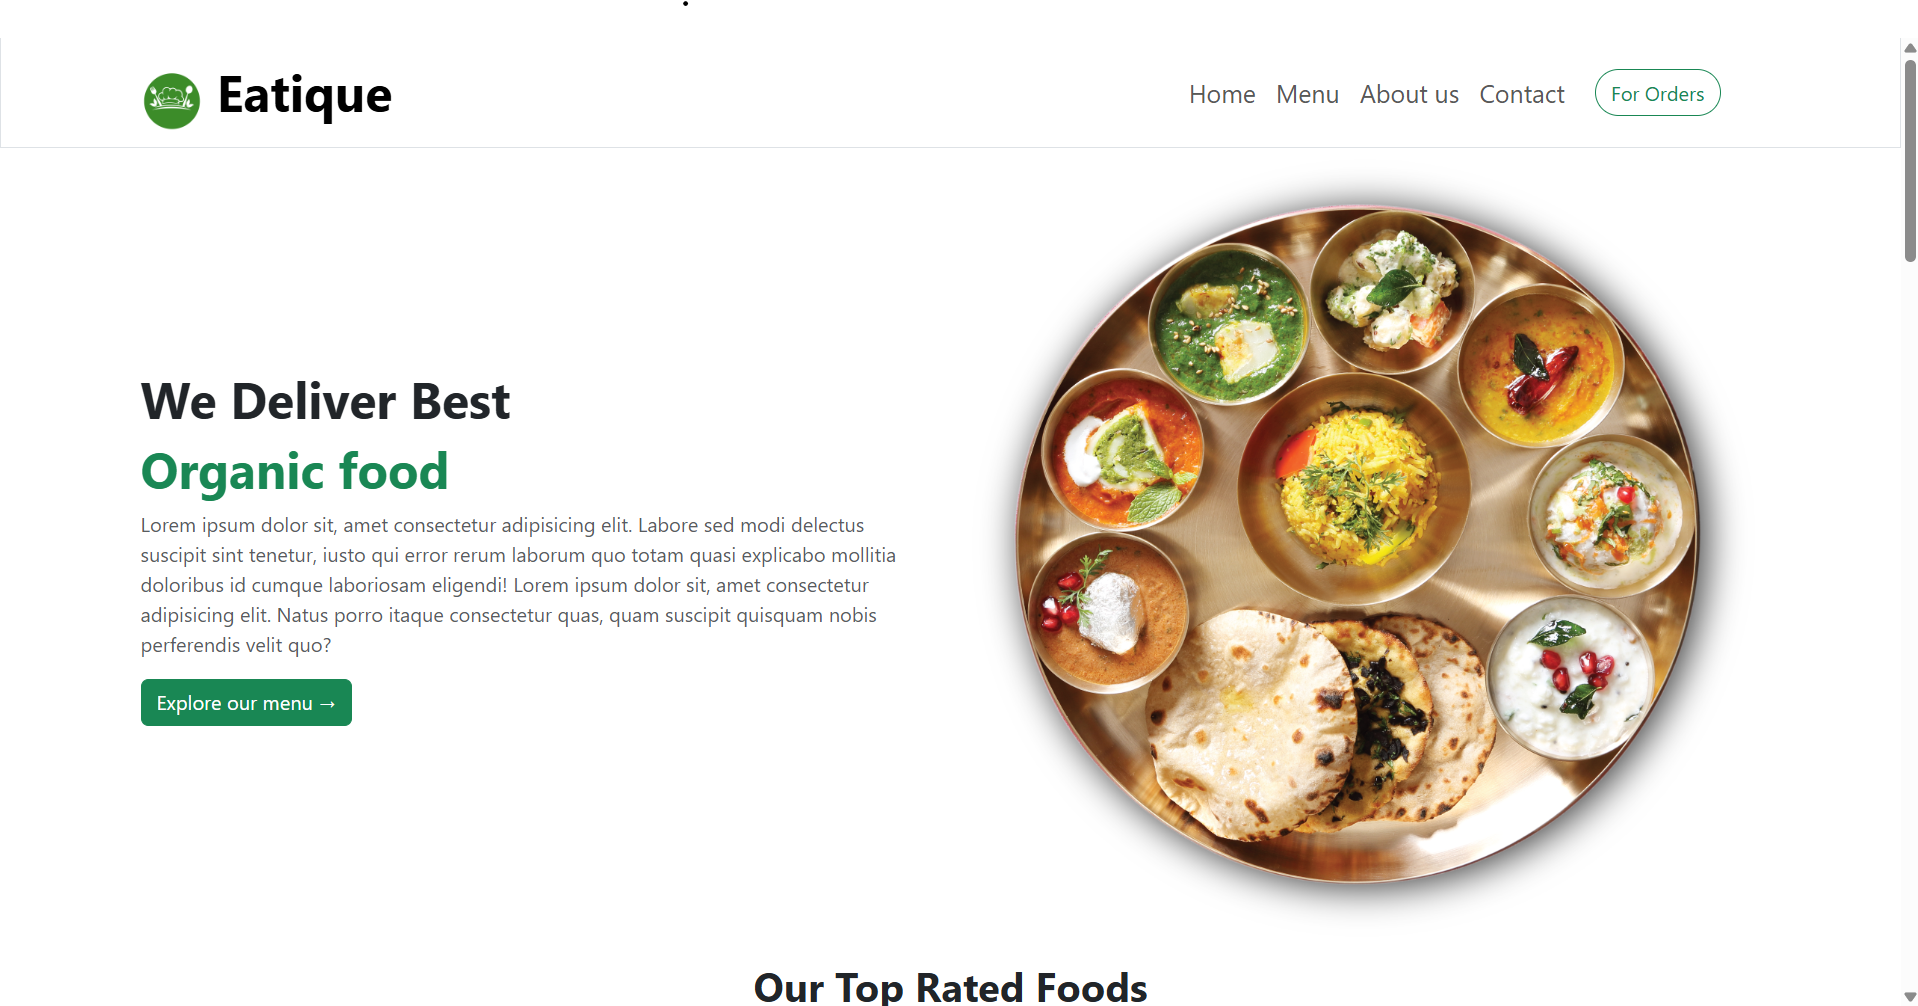 Eatique
Home Menu About us Contact For Orders
We Deliver Best
Organic food
Lorem ipsum dolor sit, amet consectetur adipisicing elit. Labore sed modi delectus
suscipit sint tenetur, iusto qui error rerum laborum quo totam quasi explicabo mollitia
doloribus id cumque laboriosam eligendi! Lorem ipsum dolor sit, amet consectetur
adipisicing elit. Natus porro itaque consectetur quas, quam suscipit quisquam nobis
perferendis velit quo?
Explore our menu →
Our Top Rated Foods